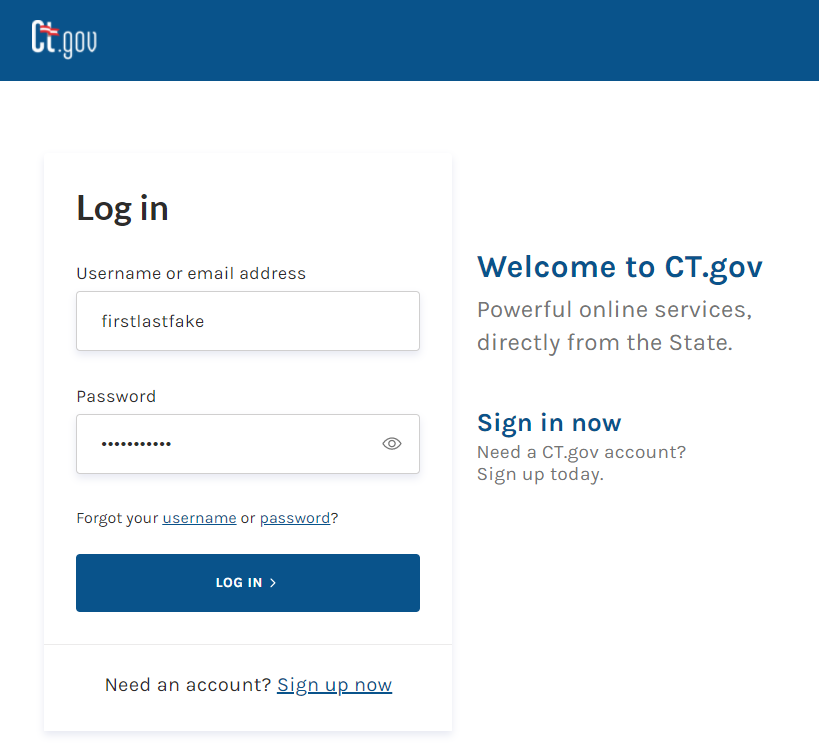 Ct.gov
Log in
Username or email address
firstlastfake
Password
•••••••••••
Forgot your username or password?
LOG IN >
Need an account? Sign up now
Welcome to CT.gov
Powerful online services,
directly from the State.
Sign in now
Need a CT.gov account?
Sign up today.